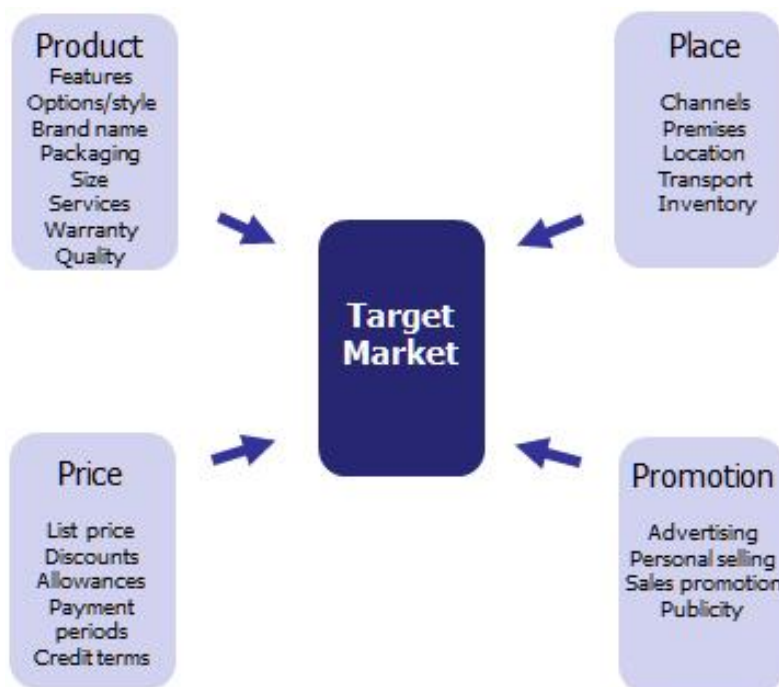 Product
Features
Options/style
Brand name
Packaging
Size
Services
Warranty
Quality
Place
Channels
Premises
Location
Transport
Inventory
Target
Market
Price
List price
Discounts
Allowances
Payment
periods
Credit terms
Promotion
Advertising
Personal selling
Sales promotion
Publicity